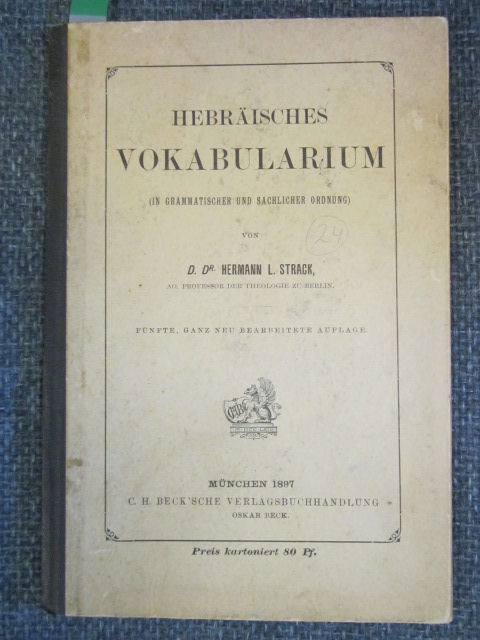 HEBRÄISCHES
VOKABULARIUM
(IN GRAMMATISCHER UND SACHLICHER ORDNUNG)
VON
24
D. DR. HERMANN L. STRACK,
AO. PROFESSOR DER THEOLOGIE ZU BERLIN.
FÜNFTE, GANZ NEU BEARBEITETE AUFLAGE.
MÜNCHEN 1897
C. H. BECK'SCHE VERLAGSBUCHHANDLUNG
OSKAR BECK.
Preis kartoniert 80 Pf.